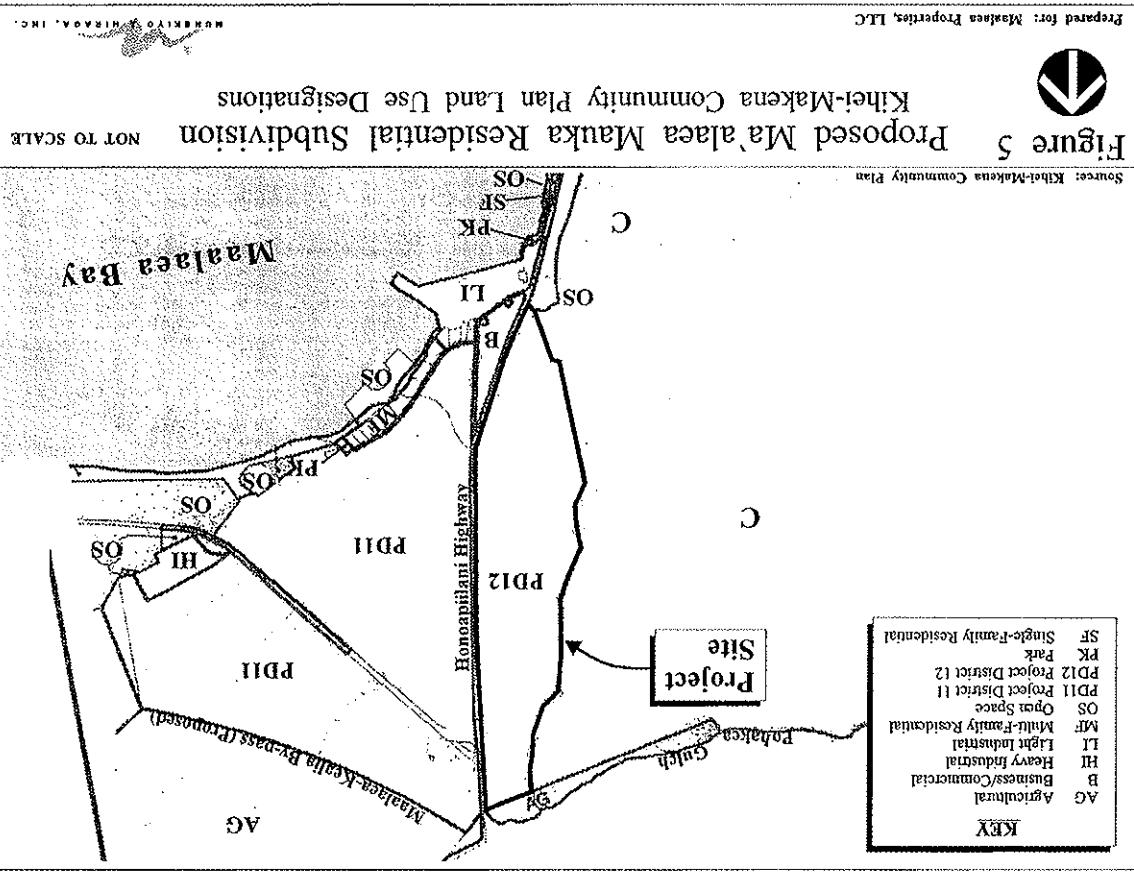 KEY
AG Agricultural
B Business/Commercial
HI Heavy Industrial
LI Light Industrial
MF Multi-Family Residential
OS Open Space
PD11 Project District 11
PD12 Project District 12
PK Park
SF Single-Family Residential
AG
Maalaea-Kealia By-pass (Proposed)
AG
Pohakea
Gulch
Project
Site
PD11
HI
OS
OS
PD12
Honoapiilani Highway
PD11
C
PK
OS
MF
OS
B
LI
OS
Maalaea Bay
C
PK
SF
OS
Source: Kihei-Makena Community Plan
Figure 5
Proposed Ma`alaea Mauka Residential Subdivision
Kihei-Makena Community Plan Land Use Designations
NOT TO SCALE
Prepared for: Maalaea Properties, LLC
MUNEKIYO & HIRAGA, INC.